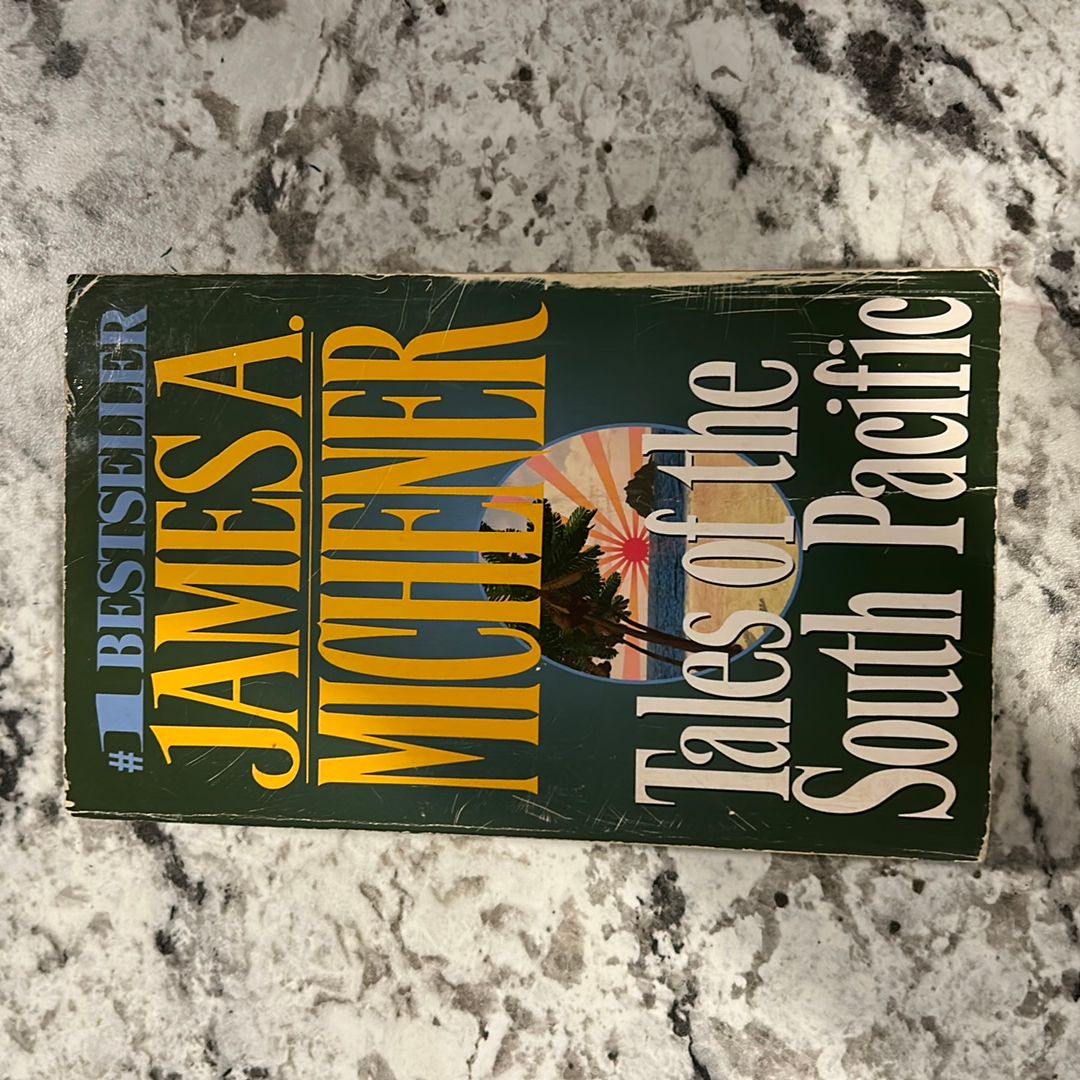 #1 BESTSELLER
JAMES A.
MICHENER
Tales of the
South Pacific